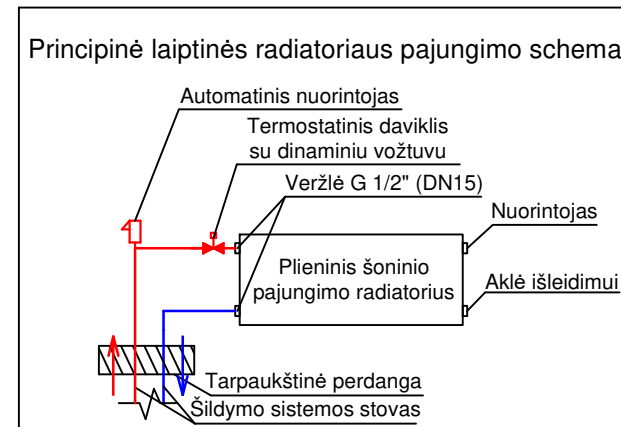 Principinė laiptinės radiatoriaus pajungimo schema
Automatinis nuorintojas
Termostatinis daviklis
su dinaminiu vožtuvu
Veržlė G 1/2" (DN15)
Nuorintojas
Plieninis šoninio
pajungimo radiatorius
Aklė išleidimui
Tarpaukštinė perdanga
Šildymo sistemos stovas